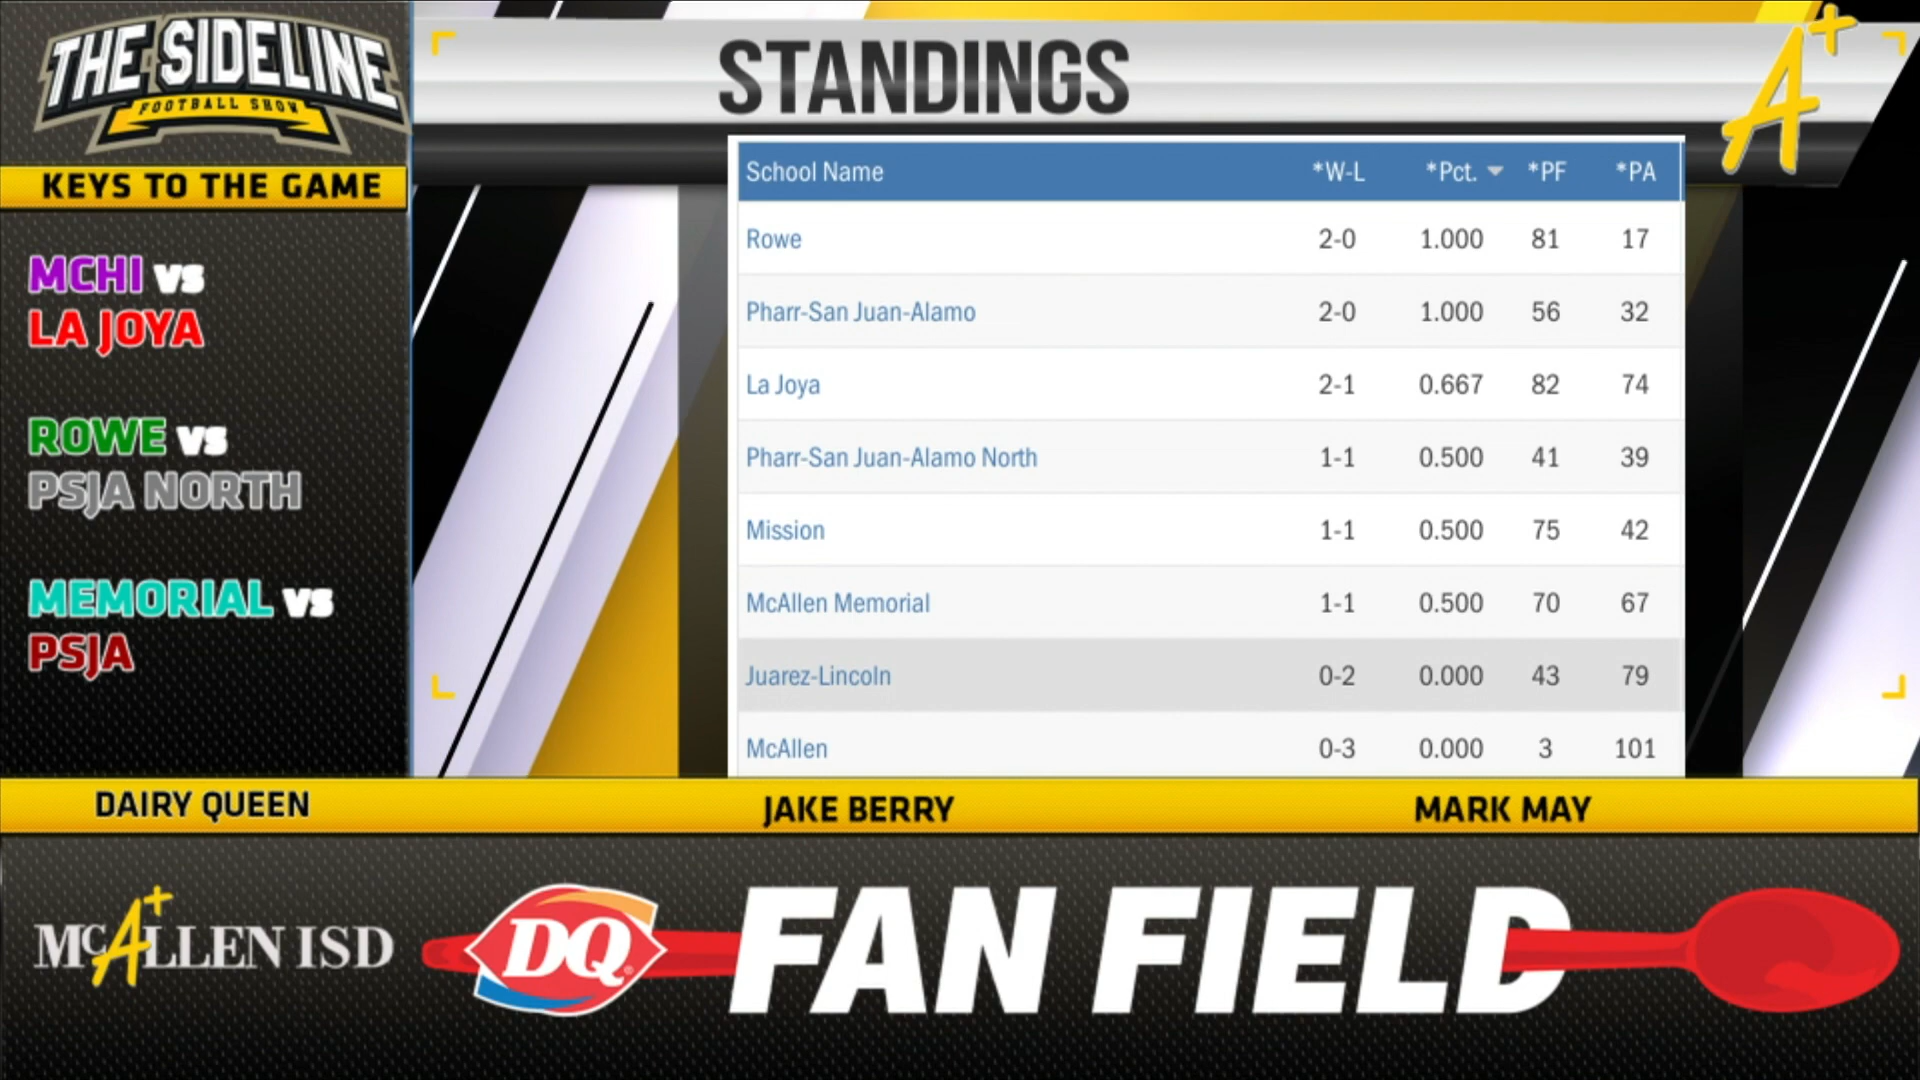 THE SIDELINE
FOOTBALL SHOW
KEYS TO THE GAME
MCHI VS
LA JOYA
ROWE VS
PSJA NORTH
MEMORIAL VS
PSJA
STANDINGS
A+
School Name *W-L *Pct. *PF *PA
Rowe 2-0 1.000 81 17
Pharr-San Juan-Alamo 2-0 1.000 56 32
La Joya 2-1 0.667 82 74
Pharr-San Juan-Alamo North 1-1 0.500 41 39
Mission 1-1 0.500 75 42
McAllen Memorial 1-1 0.500 70 67
Juarez-Lincoln 0-2 0.000 43 79
McAllen 0-3 0.000 3 101
DAIRY QUEEN JAKE BERRY MARK MAY
McA+LLEN ISD
DQ® FAN FIELD